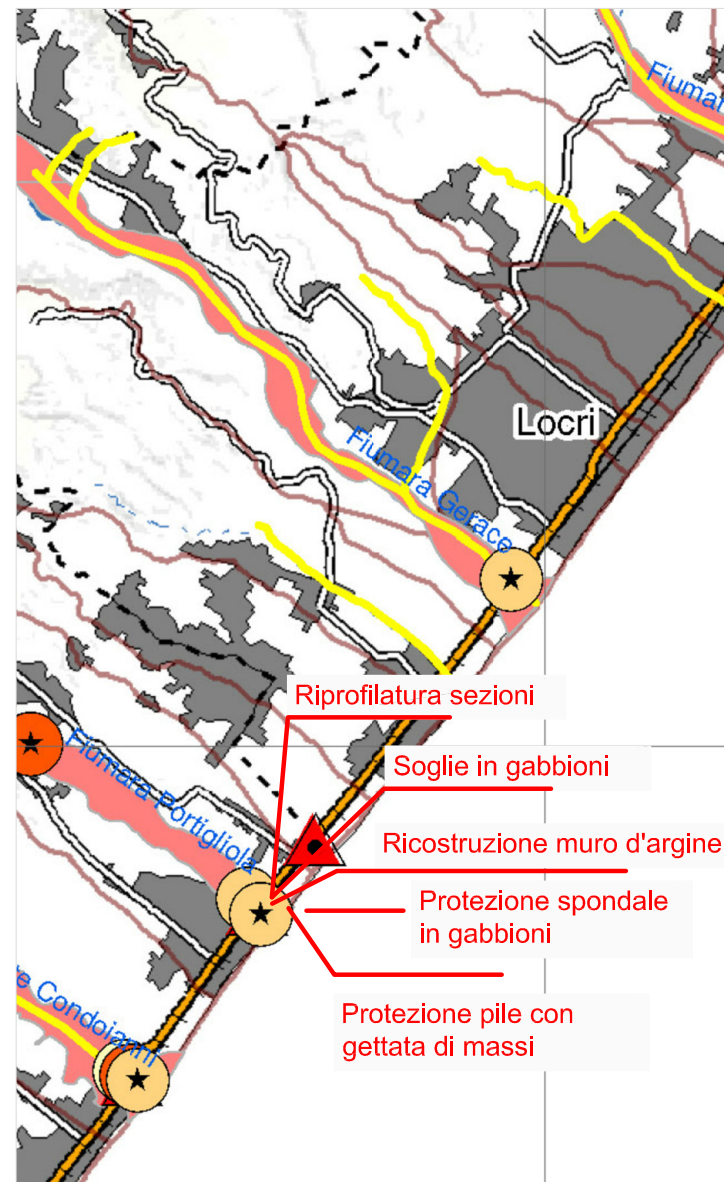 Fiumar
Locri
Fiumara Gerace
Riprofilatura sezioni
Fiumara Portigliola
Soglie in gabbioni
Ricostruzione muro d'argine
Protezione spondale
in gabbioni
te Condoianni
Protezione pile con
gettata di massi